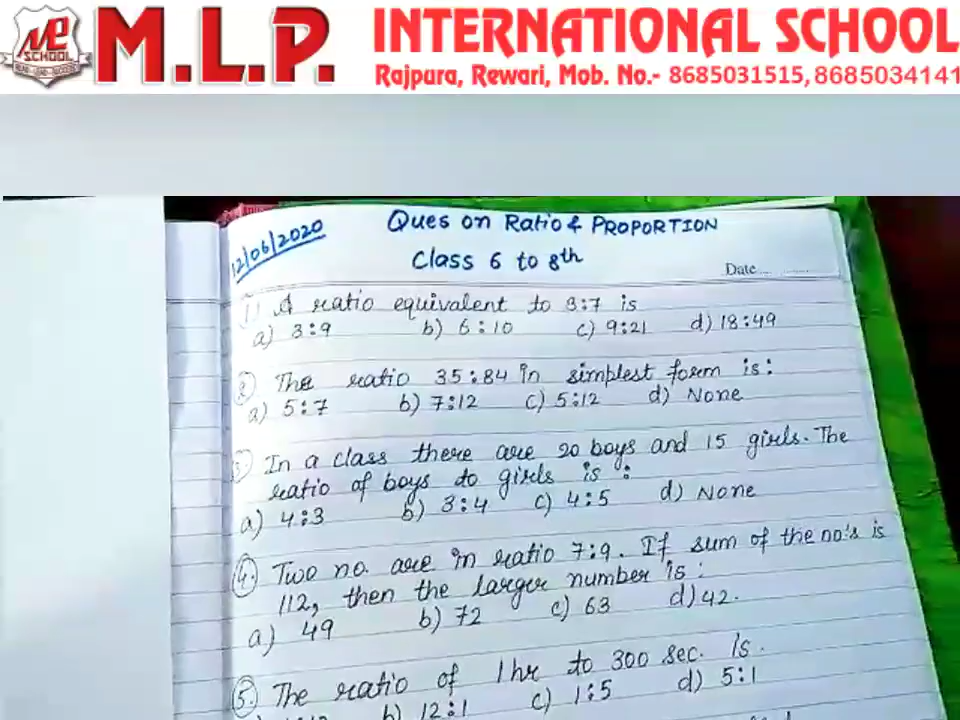 M.L.P. INTERNATIONAL SCHOOL
SCHOOL
Rajpura, Rewari, Mob. No.- 8685031515, 8685034141
12/06/2020
Ques on Ratio & PROPORTION
Class 6 to 8th
Date
1) A ratio equivalent to 3:7 is
a) 3:9 b) 6:10 c) 9:21 d) 18:49
2. The ratio 35:84 in simplest form is:
a) 5:7 b) 7:12 c) 5:12 d) None
3. In a class there are 20 boys and 15 girls. The
ratio of boys to girls is:
a) 4:3 b) 3:4 c) 4:5 d) None
4. Two no. are in ratio 7:9. If sum of the no's is
112, then the larger number is:
a) 49 b) 72 c) 63 d) 42.
5. The ratio of 1hr to 300 sec. is.
b) 12:1 c) 1:5 d) 5:1